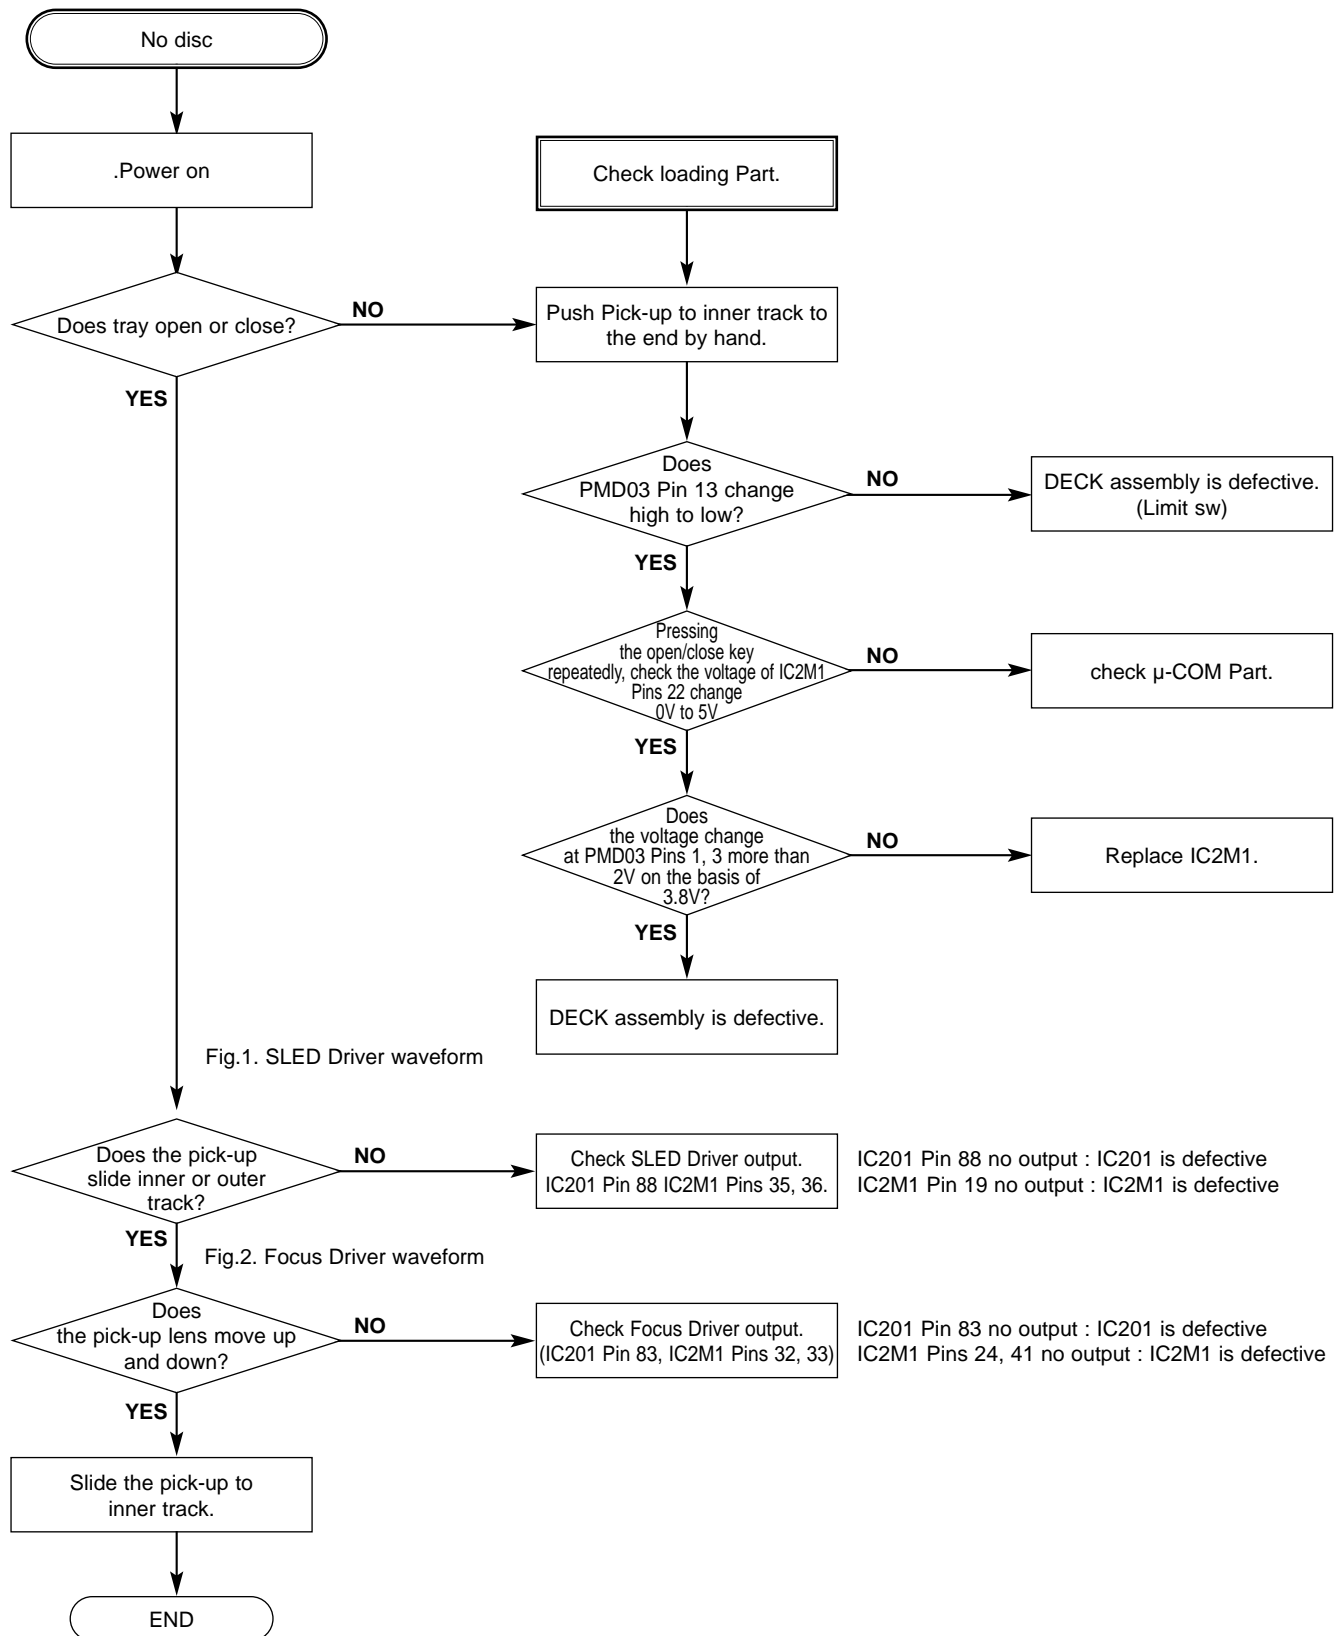 No disc
.Power on
Does tray open or close?
NO
YES
Check loading Part.
Push Pick-up to inner track to
the end by hand.
Does
PMD03 Pin 13 change
high to low?
NO
DECK assembly is defective.
(Limit sw)
YES
Pressing
the open/close key
repeatedly, check the voltage of IC2M1
Pins 22 change
0V to 5V
NO
check µ-COM Part.
YES
Does
the voltage change
at PMD03 Pins 1, 3 more than
2V on the basis of
3.8V?
NO
Replace IC2M1.
YES
DECK assembly is defective.
Fig.1. SLED Driver waveform
Does the pick-up
slide inner or outer
track?
NO
Check SLED Driver output.
IC201 Pin 88 IC2M1 Pins 35, 36.
IC201 Pin 88 no output : IC201 is defective
IC2M1 Pin 19 no output : IC2M1 is defective
YES
Fig.2. Focus Driver waveform
Does
the pick-up lens move up
and down?
NO
Check Focus Driver output.
(IC201 Pin 83, IC2M1 Pins 32, 33)
IC201 Pin 83 no output : IC201 is defective
IC2M1 Pins 24, 41 no output : IC2M1 is defective
YES
Slide the pick-up to
inner track.
END